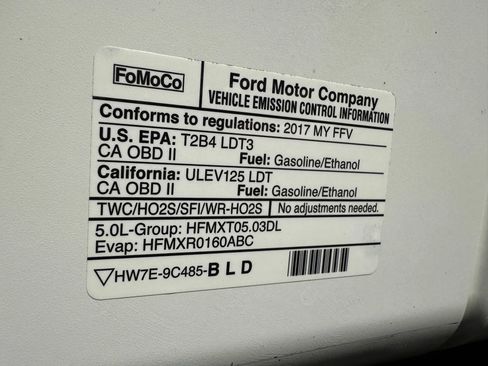 FoMoCo
Ford Motor Company
VEHICLE EMISSION CONTROL INFORMATION
Conforms to regulations: 2017 MY FFV
U.S. EPA: T2B4 LDT3
CA OBD II Fuel: Gasoline/Ethanol
California: ULEV125 LDT
CA OBD II Fuel: Gasoline/Ethanol
TWC/HO2S/SFI/WR-HO2S No adjustments needed.
5.0L-Group: HFMXT05.03DL
Evap: HFMXR0160ABC
HW7E-9C485-BLD